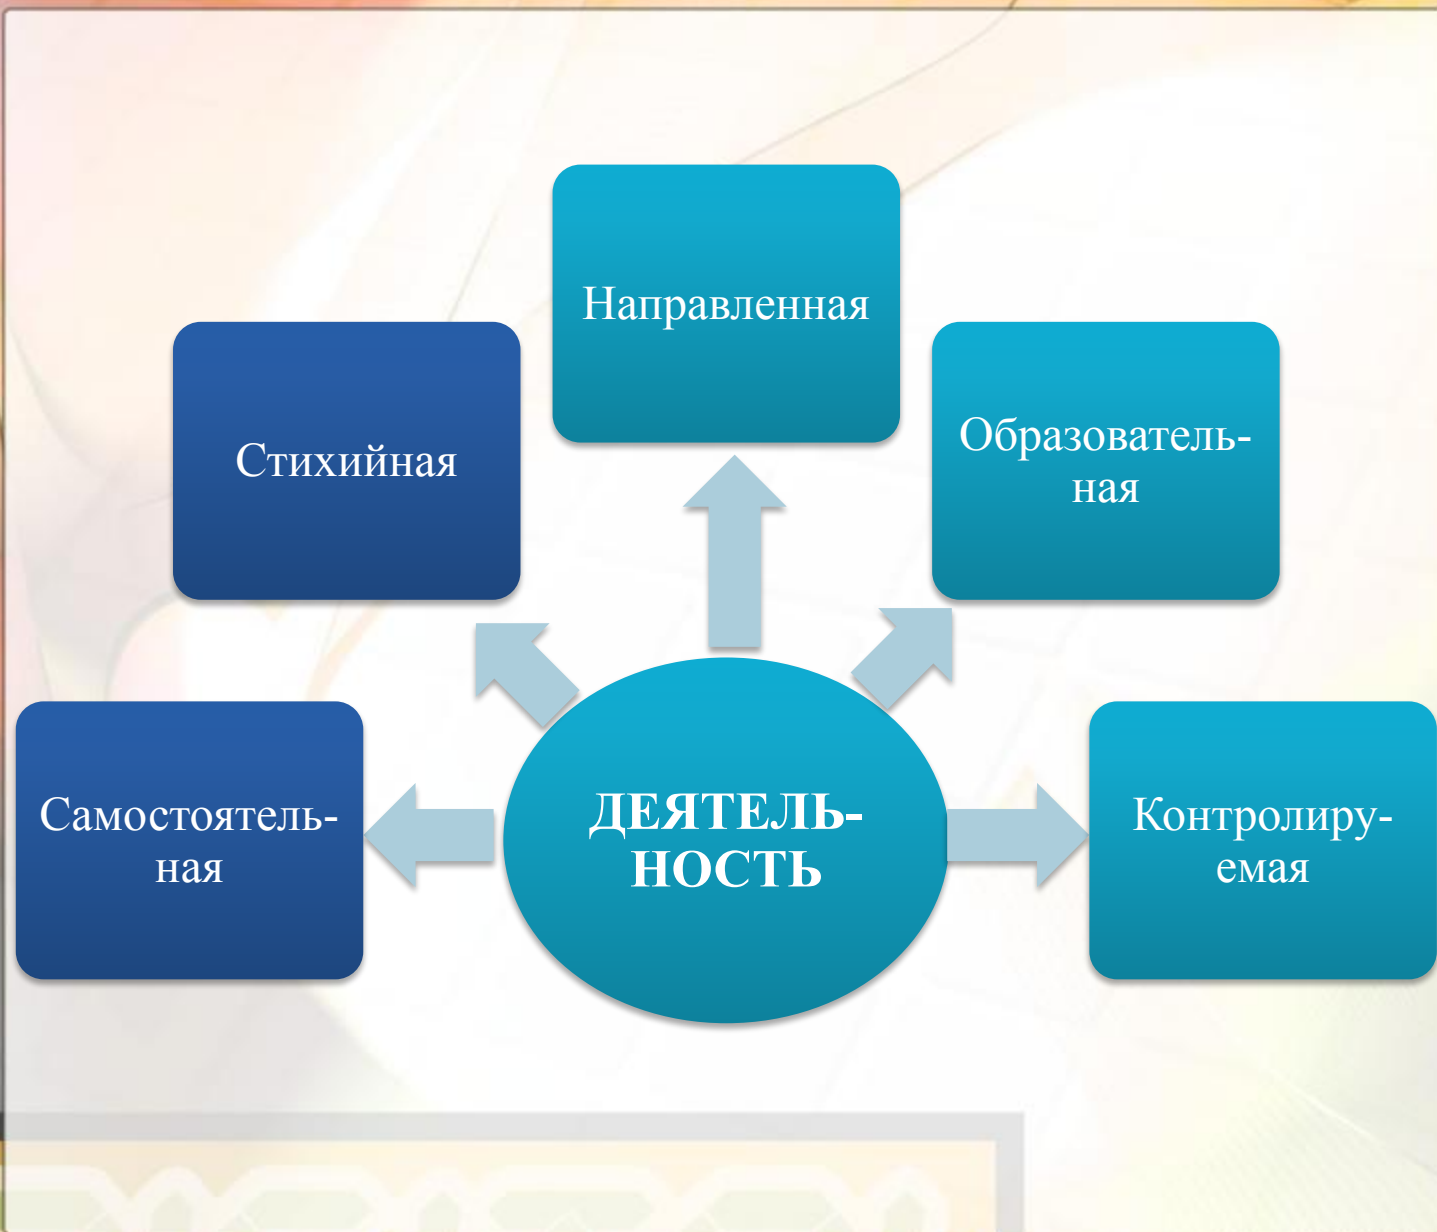 Направленная
Стихийная
Образователь-
ная
Самостоятель-
ная
ДЕЯТЕЛЬ-
НОСТЬ
Контролиру-
емая